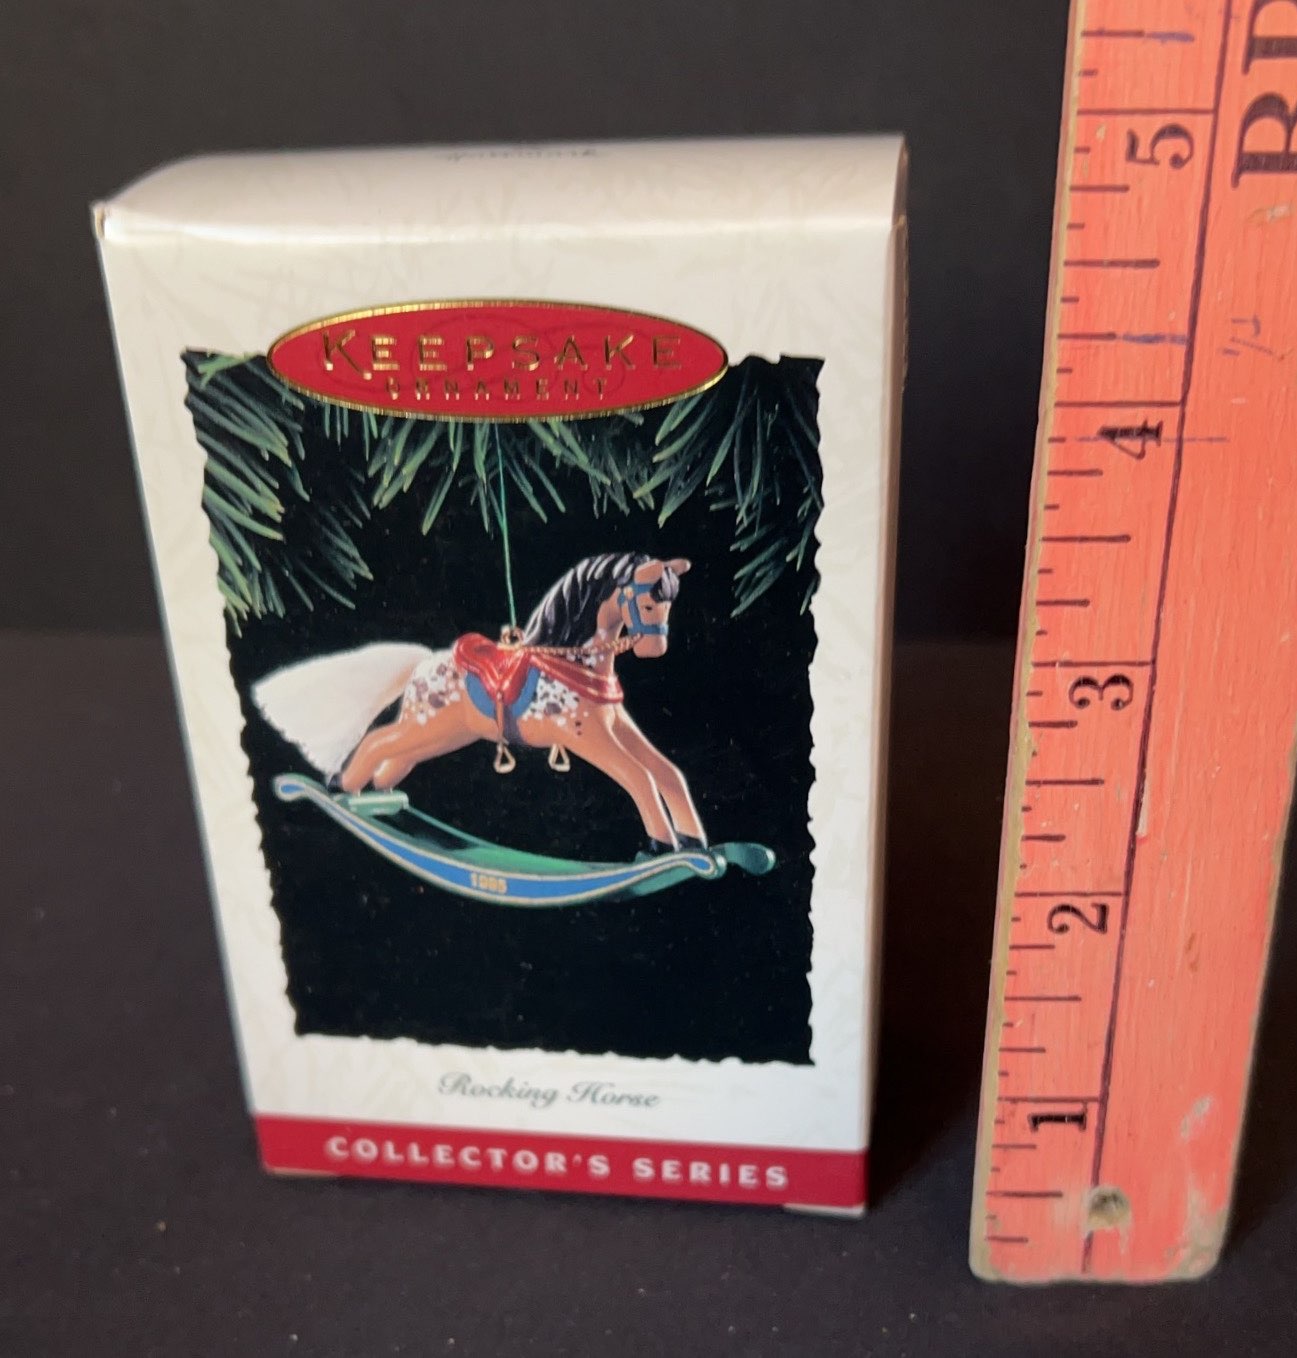 KEEPSAKE
ORNAMENT
1995
Rocking Horse
COLLECTOR'S SERIES
5
4
3
2
1